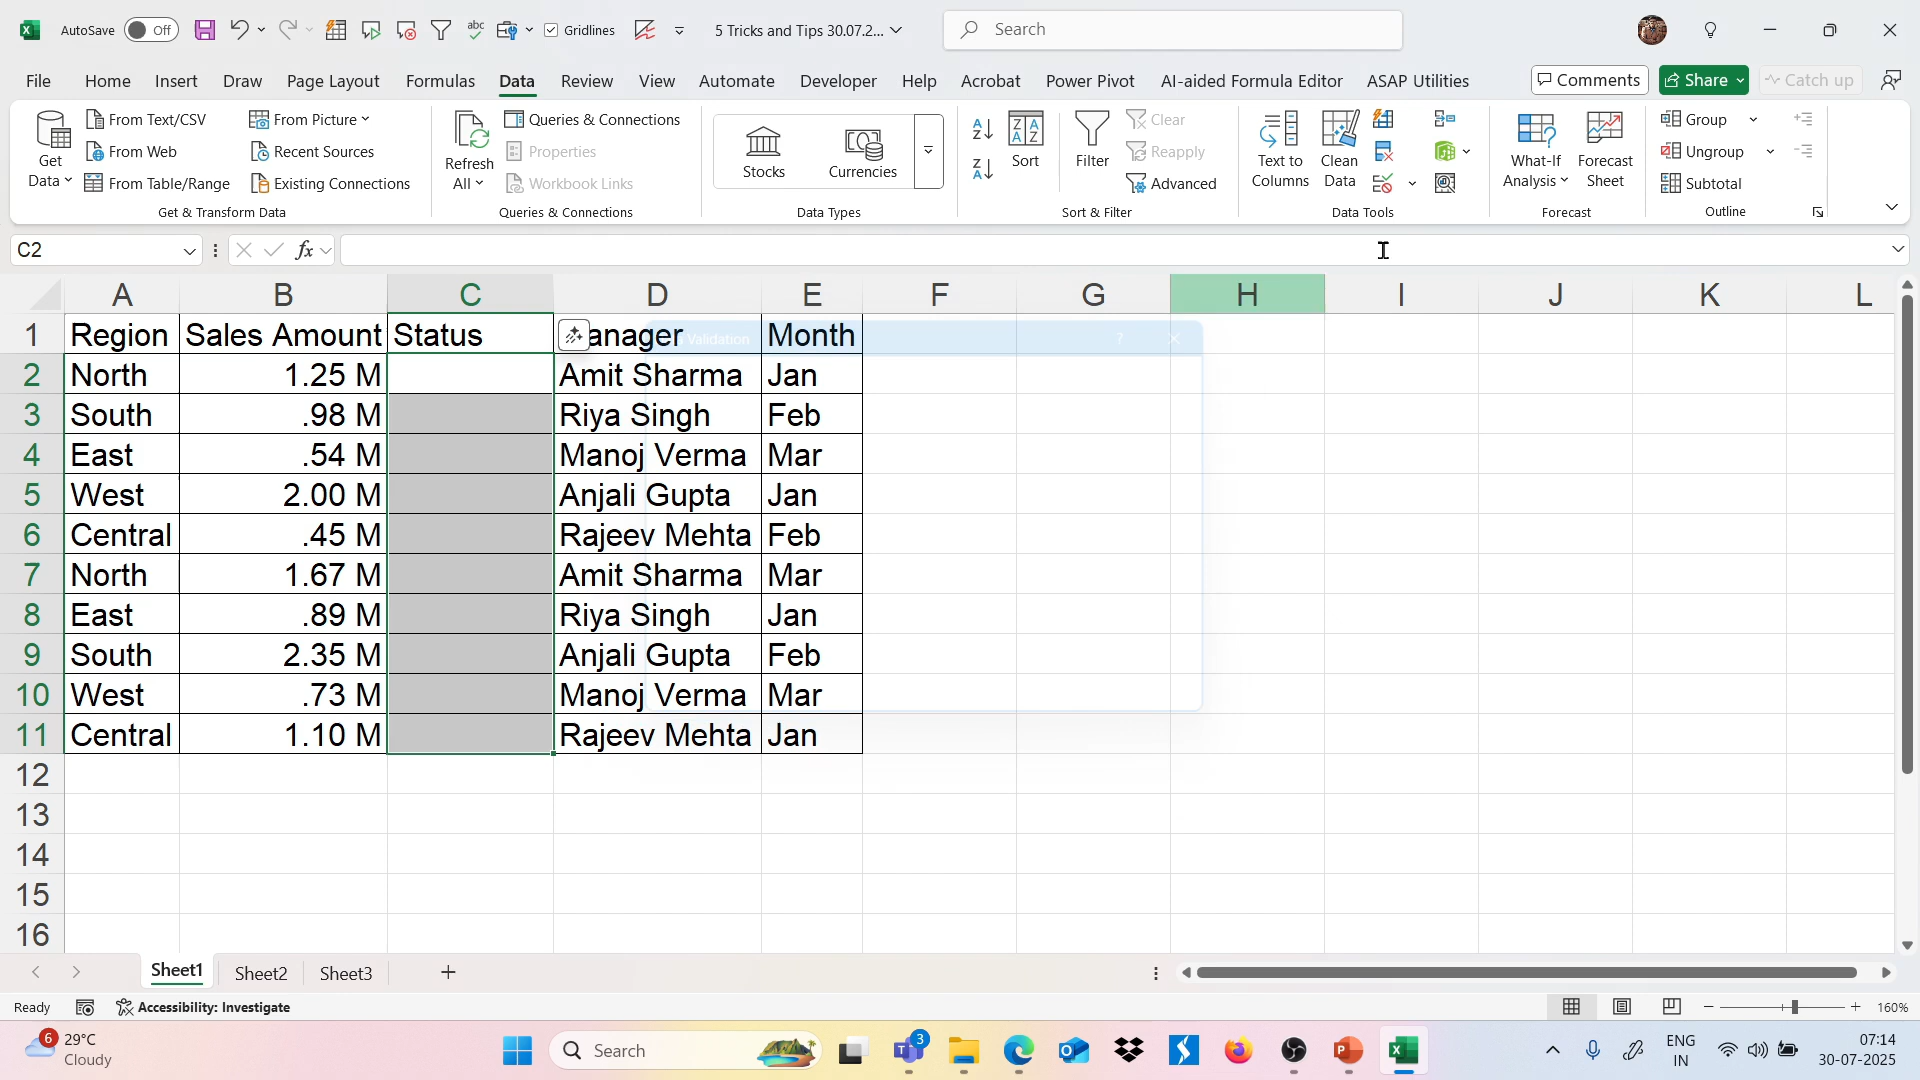 AutoSave Off Gridlines 5 Tricks and Tips 30.07.2... Search
File Home Insert Draw Page Layout Formulas Data Review View Automate Developer Help Acrobat Power Pivot AI-aided Formula Editor ASAP Utilities Comments Share Catch up
Get Data
From Text/CSV
From Web
From Table/Range
From Picture
Recent Sources
Existing Connections
Get & Transform Data
Refresh All
Queries & Connections
Properties
Workbook Links
Queries & Connections
Stocks
Currencies
Data Types
Sort
Filter
Clear
Reapply
Advanced
Sort & Filter
Text to Columns
Clean Data
Data Tools
What-If Analysis
Forecast Sheet
Forecast
Group
Ungroup
Subtotal
Outline
C2 fx
A B C D E F G H I J K L
1 Region Sales Amount Status anager Month
2 North 1.25 M Amit Sharma Jan
3 South .98 M Riya Singh Feb
4 East .54 M Manoj Verma Mar
5 West 2.00 M Anjali Gupta Jan
6 Central .45 M Rajeev Mehta Feb
7 North 1.67 M Amit Sharma Mar
8 East .89 M Riya Singh Jan
9 South 2.35 M Anjali Gupta Feb
10 West .73 M Manoj Verma Mar
11 Central 1.10 M Rajeev Mehta Jan
12
13
14
15
16
Validation
Sheet1 Sheet2 Sheet3
Ready Accessibility: Investigate 160%
6 29°C
Cloudy
Search
3
ENG
IN
07:14
30-07-2025